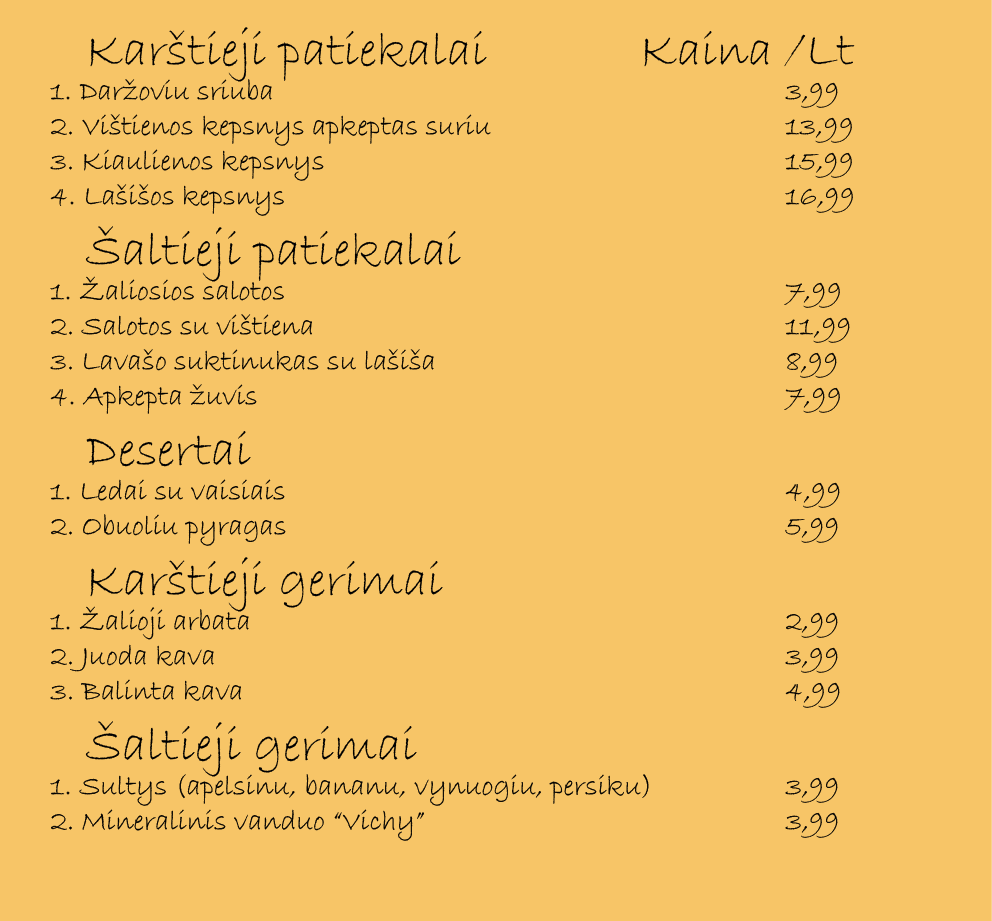 Karštieji patiekalai Kaina /Lt
1. Daržoviu sriuba 3,99
2. Vištienos kepsnys apkeptas suriu 13,99
3. Kiaulienos kepsnys 15,99
4. Lašišos kepsnys 16,99
Šaltieji patiekalai
1. Žaliosios salotos 7,99
2. Salotos su vištiena 11,99
3. Lavašo suktinukas su lašiša 8,99
4. Apkepta žuvis 7,99
Desertai
1. Ledai su vaisiais 4,99
2. Obuoliu pyragas 5,99
Karštieji gerimai
1. Žalioji arbata 2,99
2. Juoda kava 3,99
3. Balinta kava 4,99
Šaltieji gerimai
1. Sultys (apelsinu, bananu, vynuogiu, persiku) 3,99
2. Mineralinis vanduo “Vichy” 3,99